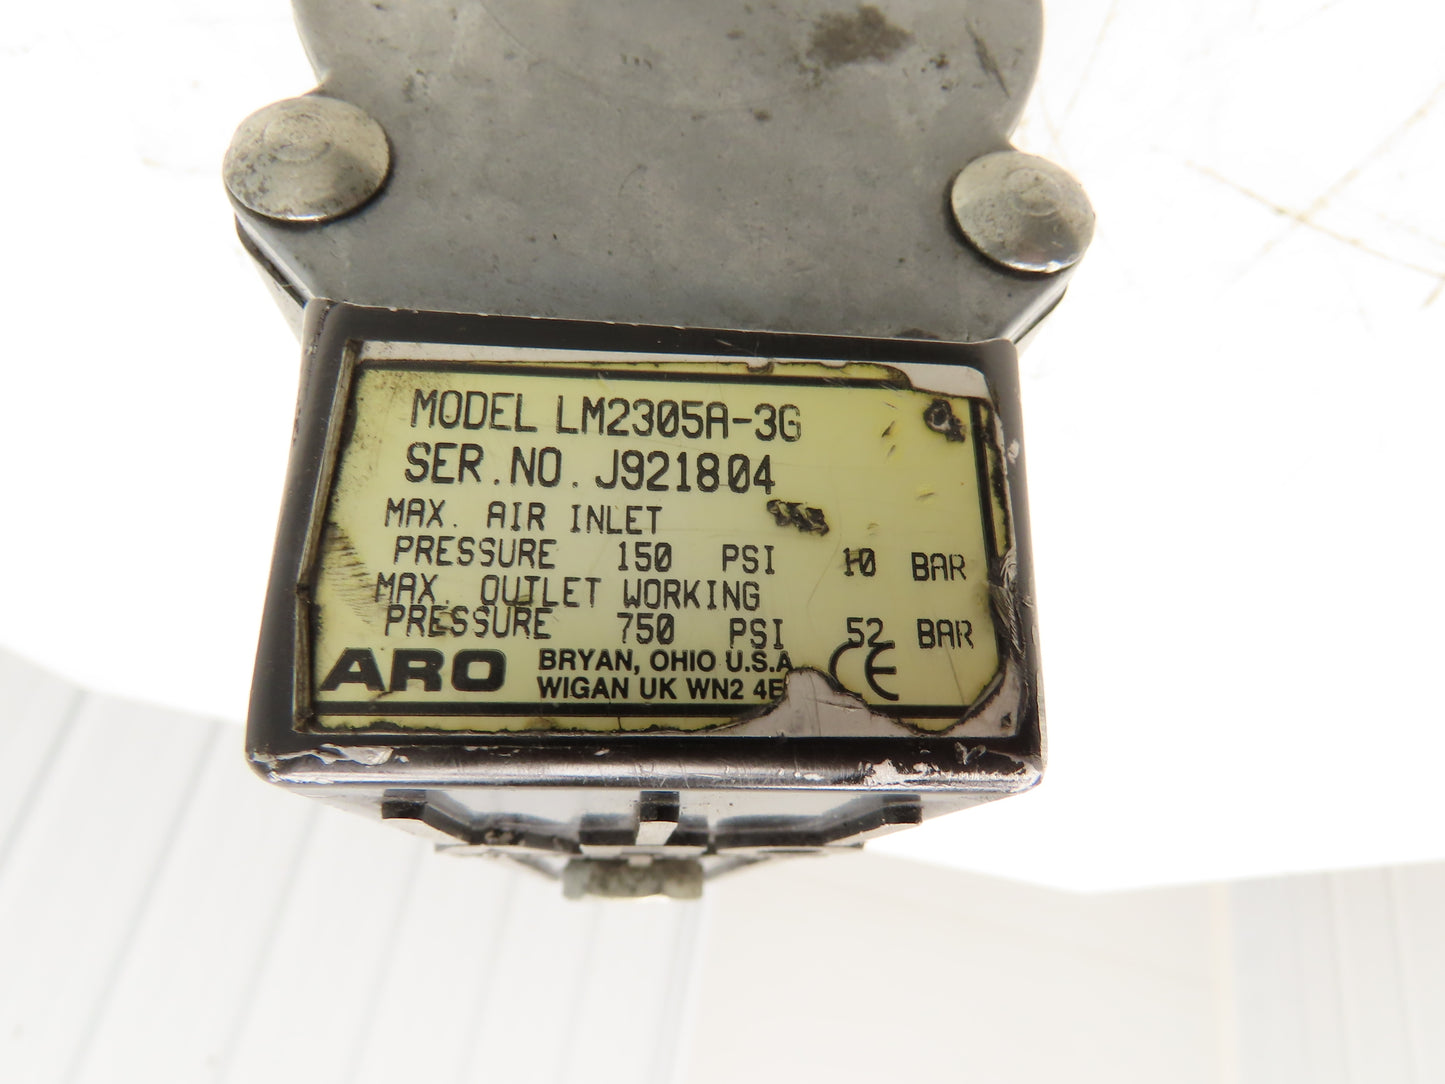 MODEL LM2305A-3G
SER.NO. J921804
MAX. AIR INLET
PRESSURE 150 PSI 10 BAR
MAX. OUTLET WORKING
PRESSURE 750 PSI 52 BAR
ARO BRYAN, OHIO U.S.A
WIGAN UK WN2 4E
CE